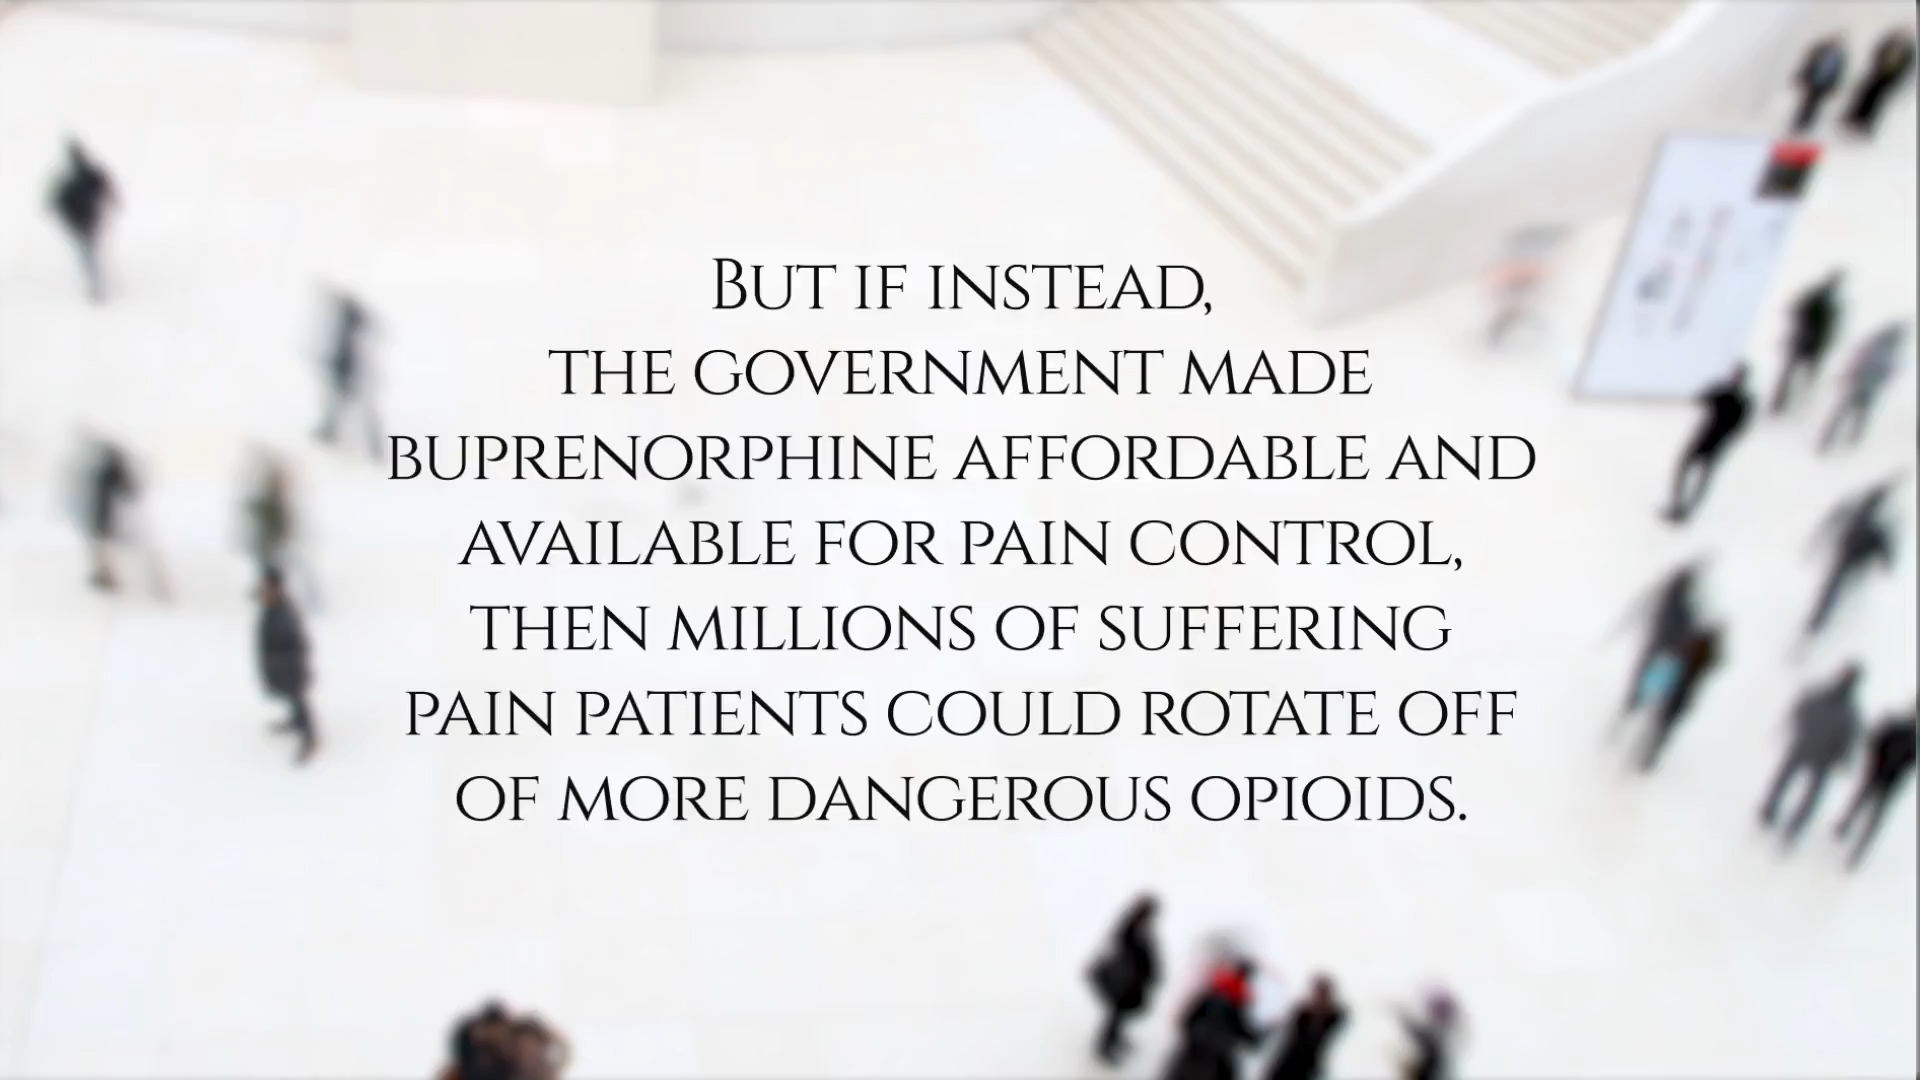 But if instead,
the government made
buprenorphine affordable and
available for pain control,
then millions of suffering
pain patients could rotate off
of more dangerous opioids.